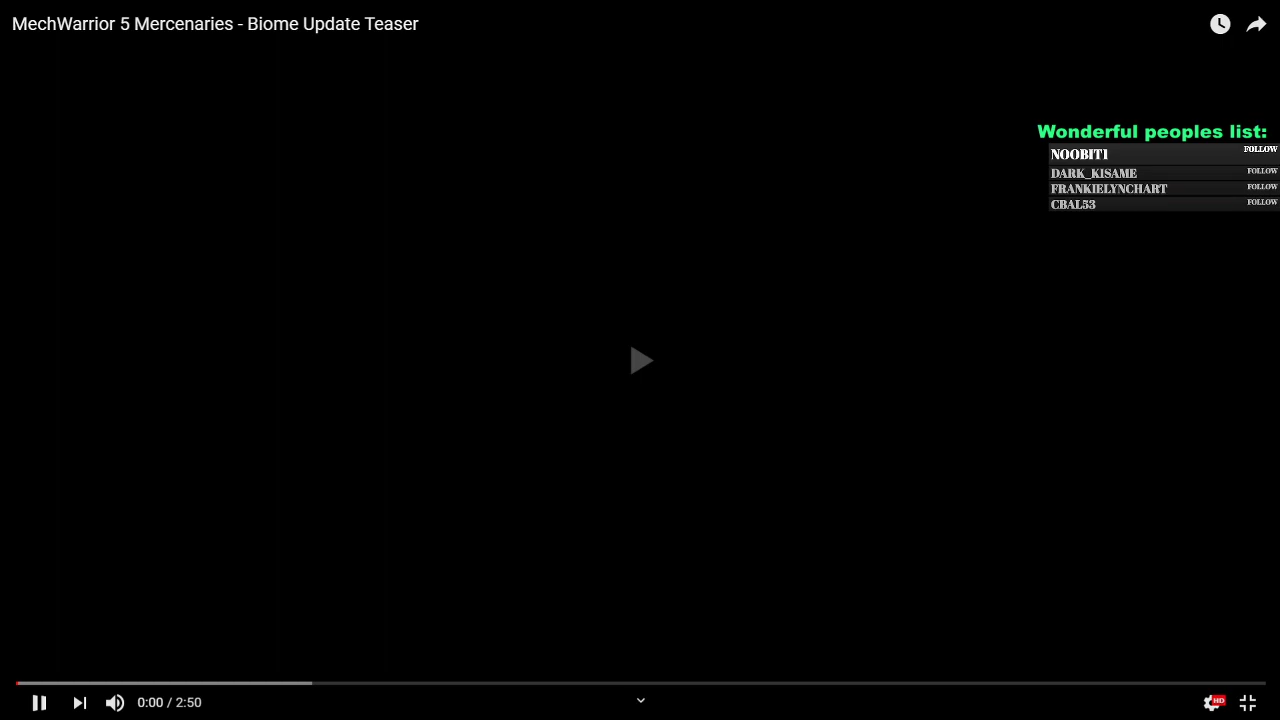 MechWarrior 5 Mercenaries - Biome Update Teaser
Wonderful peoples list:
NOOBIT1 FOLLOW
DARK_KISAME FOLLOW
FRANKIELYNCHART FOLLOW
CBAL53 FOLLOW
0:00 / 2:50
HD